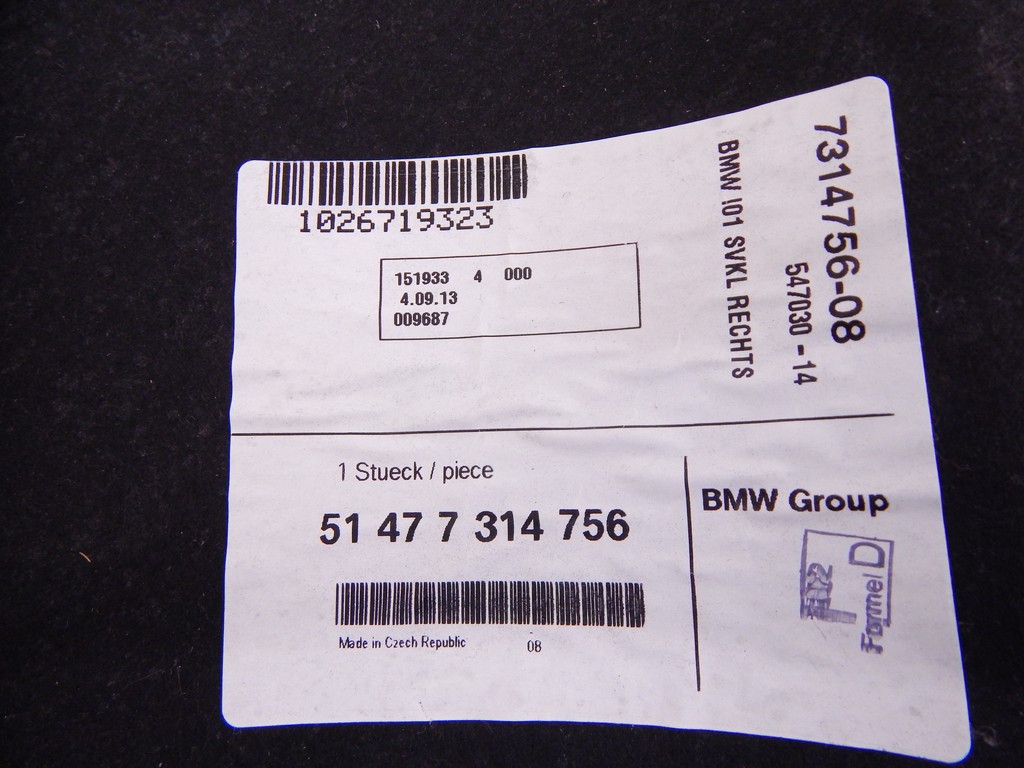 1026719323
151933 4 000
4.09.13
009687
7314756-08
547030 -14
BMW I01 SVKL RECHTS
1 Stueck / piece
51 47 7 314 756
Made in Czech Republic 08
BMW Group
Formel D